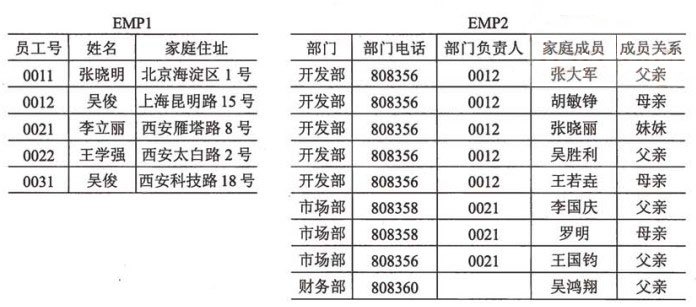 EMP1
员工号 姓名 家庭住址
0011 张晓明 北京海淀区1号
0012 吴俊 上海昆明路15号
0021 李立丽 西安雁塔路8号
0022 王学强 西安太白路2号
0031 吴俊 西安科技路18号
EMP2
部门 部门电话 部门负责人 家庭成员 成员关系
开发部 808356 0012 张大军 父亲
开发部 808356 0012 胡敏铮 母亲
开发部 808356 0012 张晓丽 妹妹
开发部 808356 0012 吴胜利 父亲
开发部 808356 0012 王若垚 母亲
市场部 808358 0021 李国庆 父亲
市场部 808358 0021 罗明 母亲
市场部 808356 0021 王国钧 父亲
财务部 808360 吴鸿翔 父亲